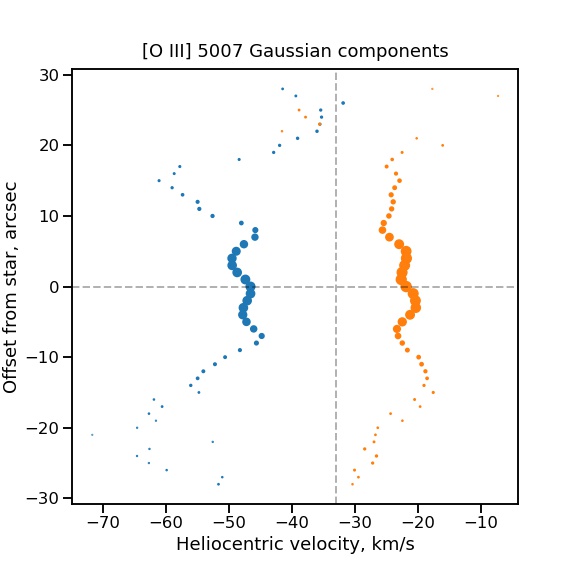 [O III] 5007 Gaussian components
30
20
10
0
−10
−20
−30
Offset from star, arcsec
−70 −60 −50 −40 −30 −20 −10
Heliocentric velocity, km/s